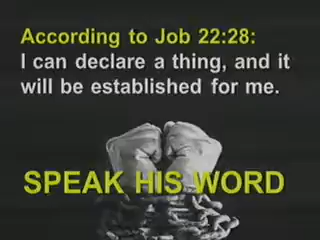 According to Job 22:28:
I can declare a thing, and it
will be established for me.
SPEAK HIS WORD